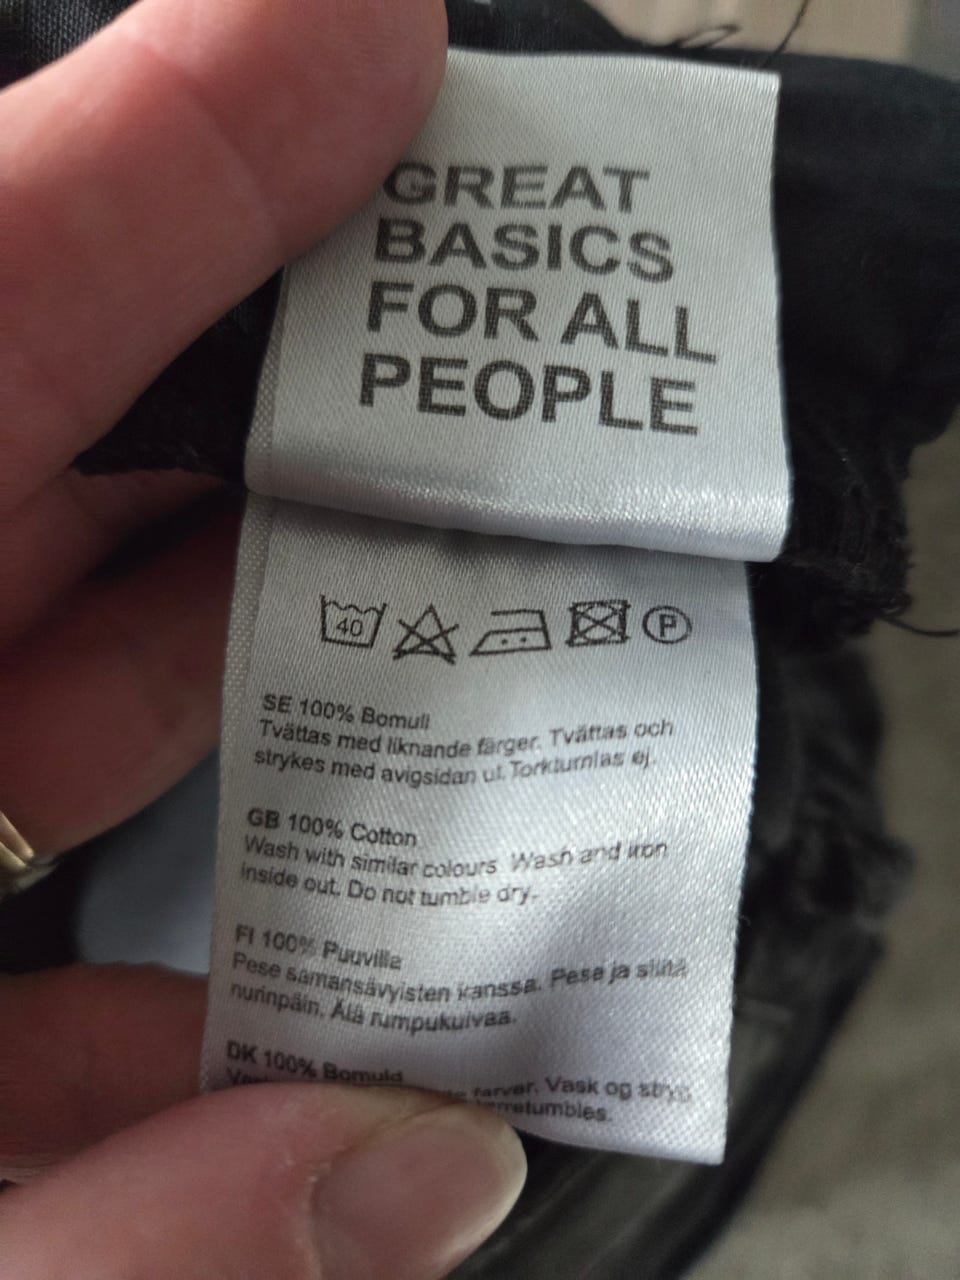 GREAT
BASICS
FOR ALL
PEOPLE
40
P
SE 100% Bomull
Tvättas med liknande färger. Tvättas och
strykes med avigsidan ut. Torktumlas ej.
GB 100% Cotton
Wash with similar colours. Wash and iron
inside out. Do not tumble dry.
FI 100% Puuvilla
Pese samansävyisten kanssa. Pese ja silitä
nurinpäin. Älä rumpukuivaa.
DK 100% Bomuld
farver. Vask og stryg